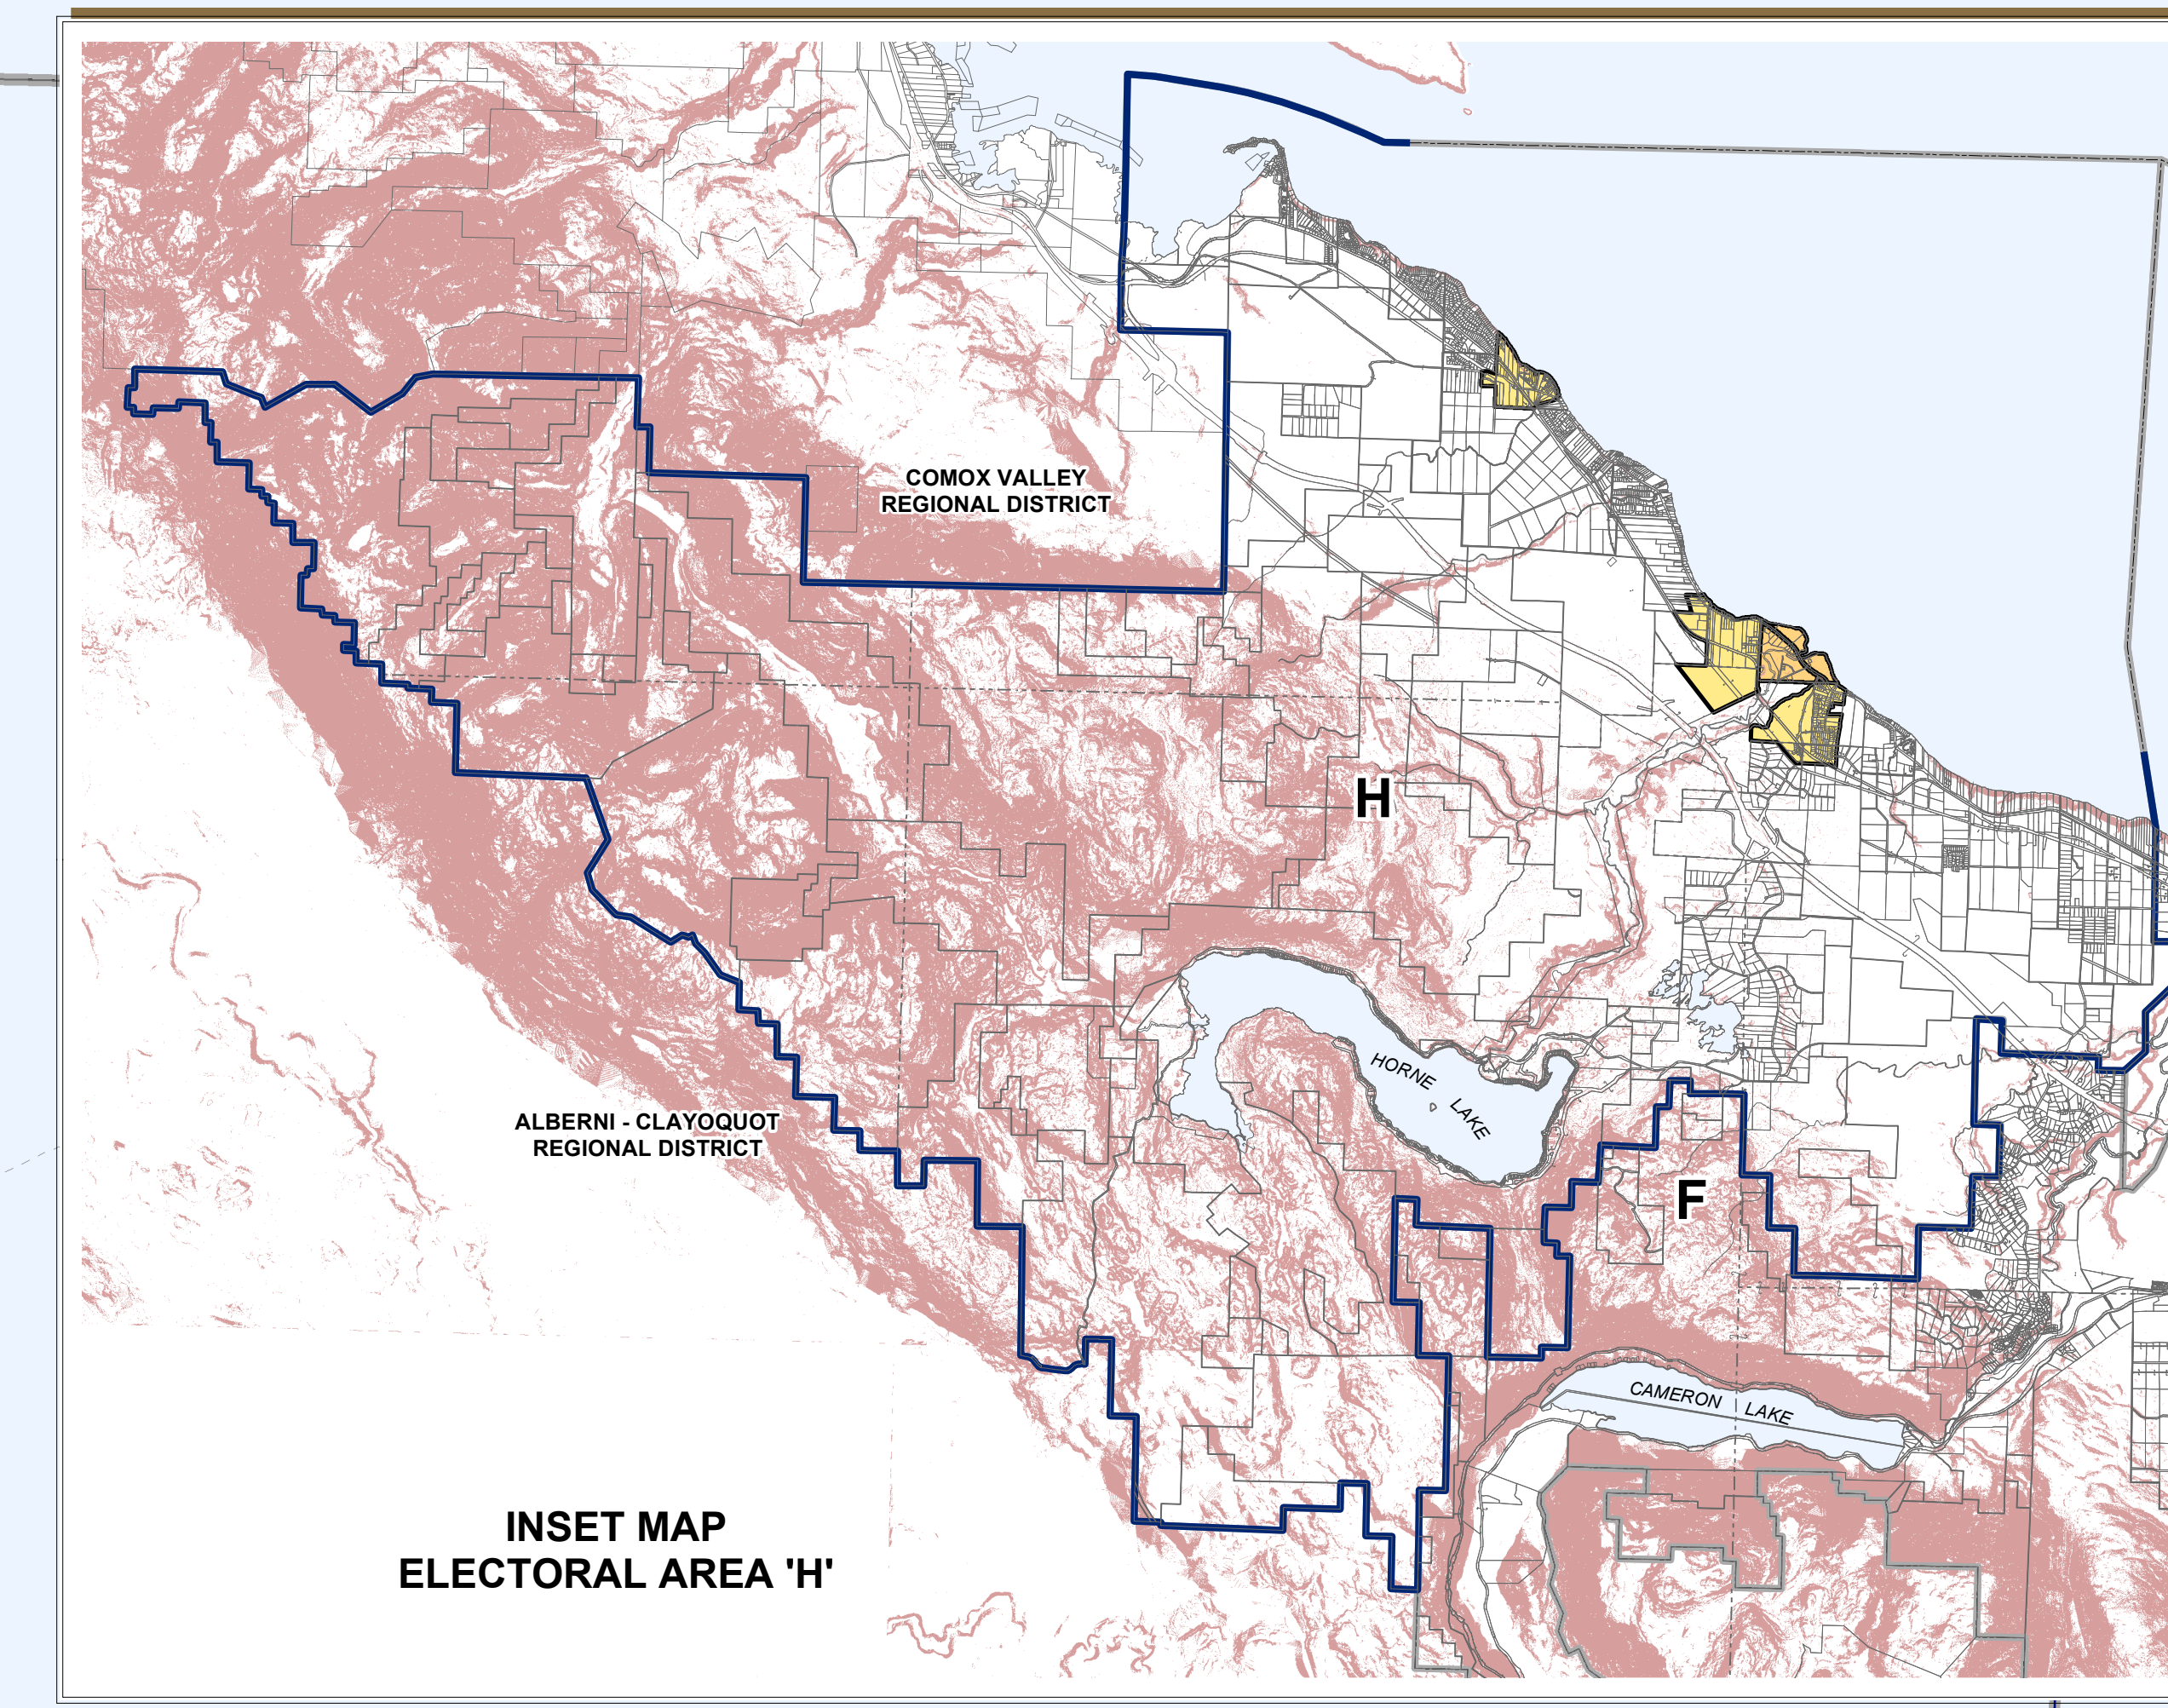 COMOX VALLEY
REGIONAL DISTRICT
H
HORNE
LAKE
ALBERNI - CLAYOQUOT
REGIONAL DISTRICT
F
CAMERON LAKE
INSET MAP
ELECTORAL AREA 'H'